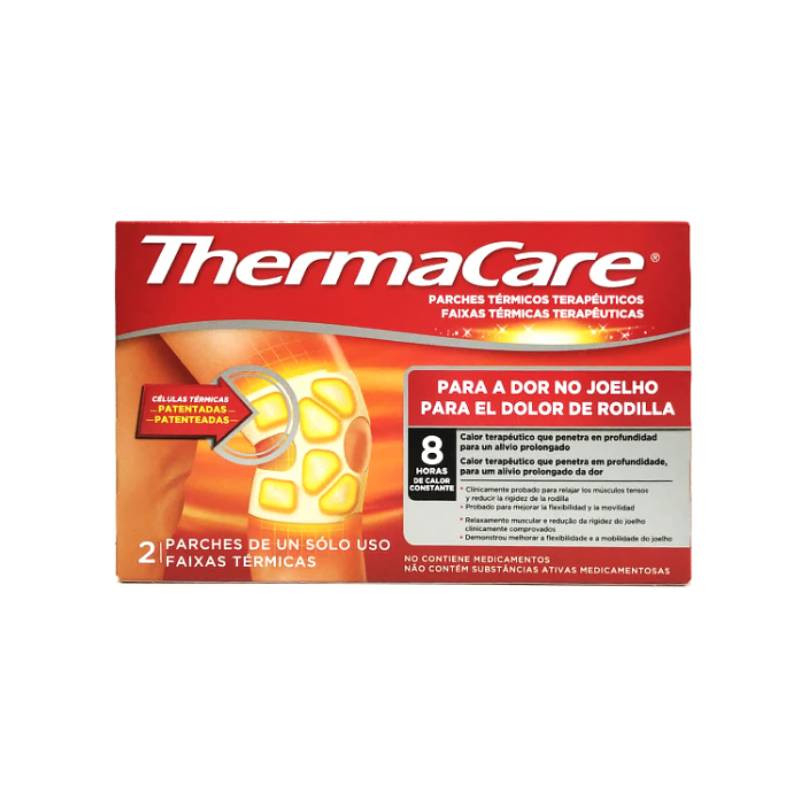 THERMACARE®
PARCHES TÉRMICOS TERAPÉUTICOS
FAIXAS TÉRMICAS TERAPÊUTICAS
CÉLULAS TÉRMICAS
PATENTADAS
PATENTEADAS
PARA A DOR NO JOELHO
PARA EL DOLOR DE RODILLA
8
HORAS
DE CALOR
CONSTANTE
Calor terapéutico que penetra en profundidad
para un alivio prolongado
Calor terapêutico que penetra em profundidade,
para um alívio prolongado da dor
• Clínicamente probado para relajar los músculos tensos
y reducir la rigidez de la rodilla
• Probado para mejorar la flexibilidad y la movilidad
• Relaxamento muscular e redução da rigidez do joelho
clinicamente comprovados
• Demonstrou melhorar a flexibilidade e a mobilidade do joelho
2 PARCHES DE UN SÓLO USO
FAIXAS TÉRMICAS
NO CONTIENE MEDICAMENTOS
NÃO CONTÉM SUBSTÂNCIAS ATIVAS MEDICAMENTOSAS